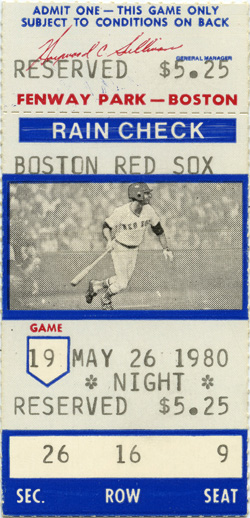 ADMIT ONE—THIS GAME ONLY
SUBJECT TO CONDITIONS ON BACK
Haywood C. Sullivan
GENERAL MANAGER
RESERVED $5.25
FENWAY PARK—BOSTON
RAIN CHECK
BOSTON RED SOX
RED SOX
GAME
19 MAY 26 1980
* NIGHT *
RESERVED $5.25
26 16 9
SEC. ROW SEAT